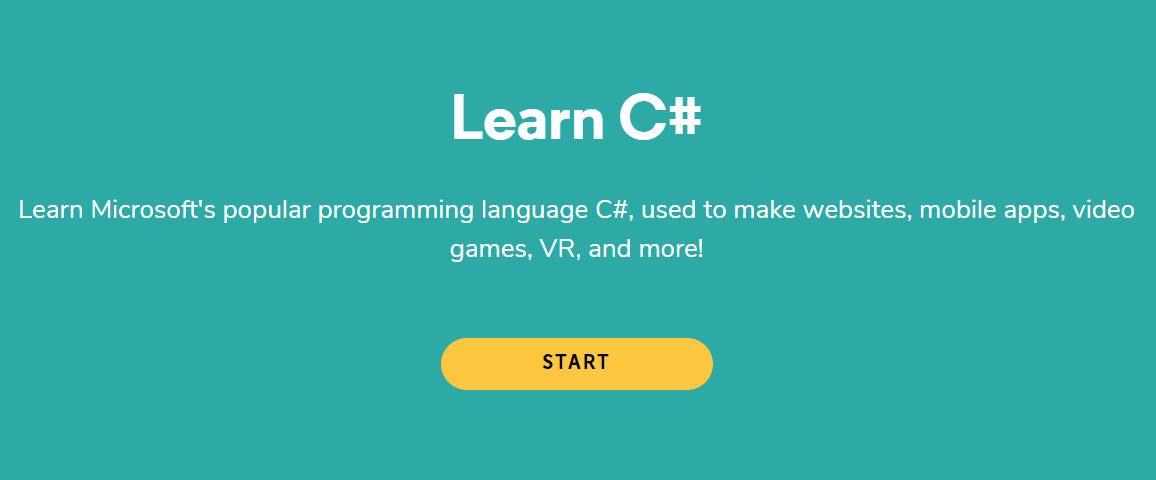 Learn C#
Learn Microsoft's popular programming language C#, used to make websites, mobile apps, video
games, VR, and more!
START